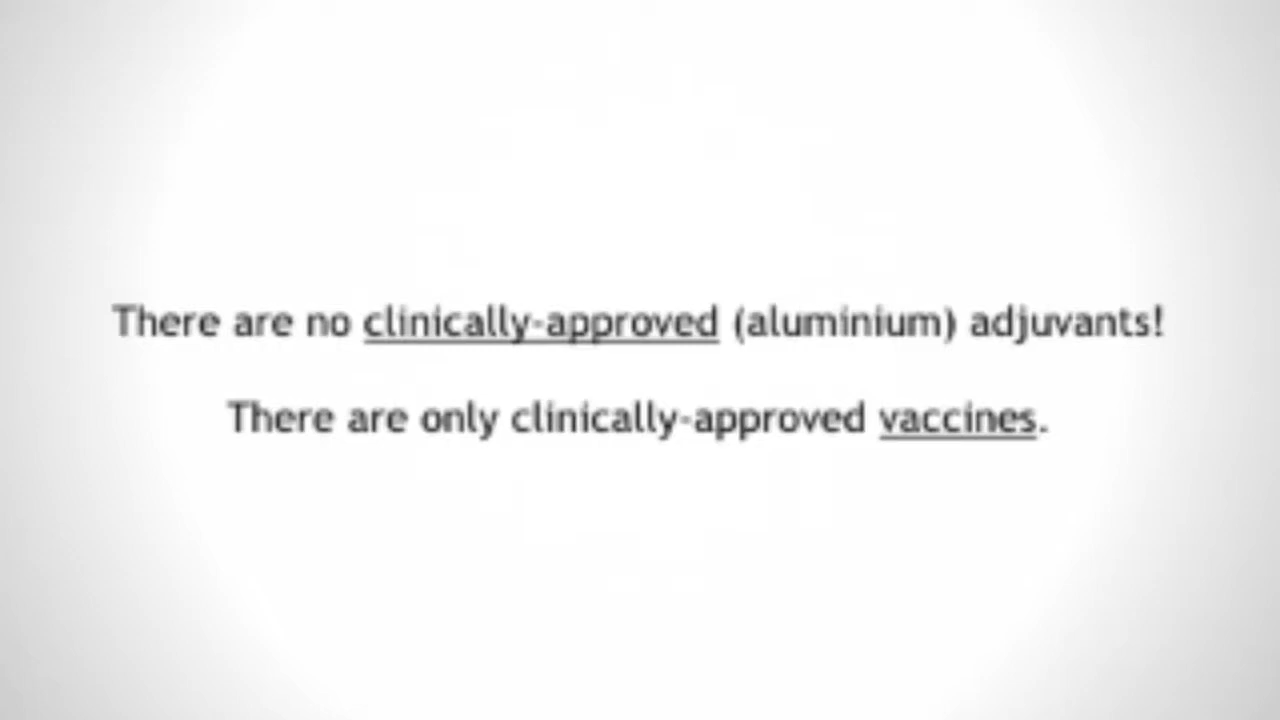 There are no clinically-approved (aluminium) adjuvants!
There are only clinically-approved vaccines.